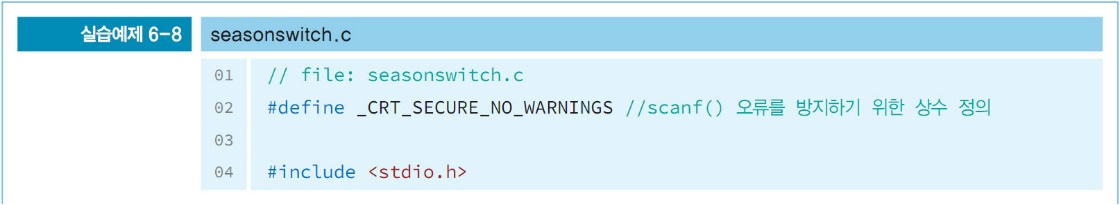 실습예제 6-8 seasonswitch.c
01 // file: seasonswitch.c
02 #define _CRT_SECURE_NO_WARNINGS //scanf() 오류를 방지하기 위한 상수 정의
03
04 #include <stdio.h>